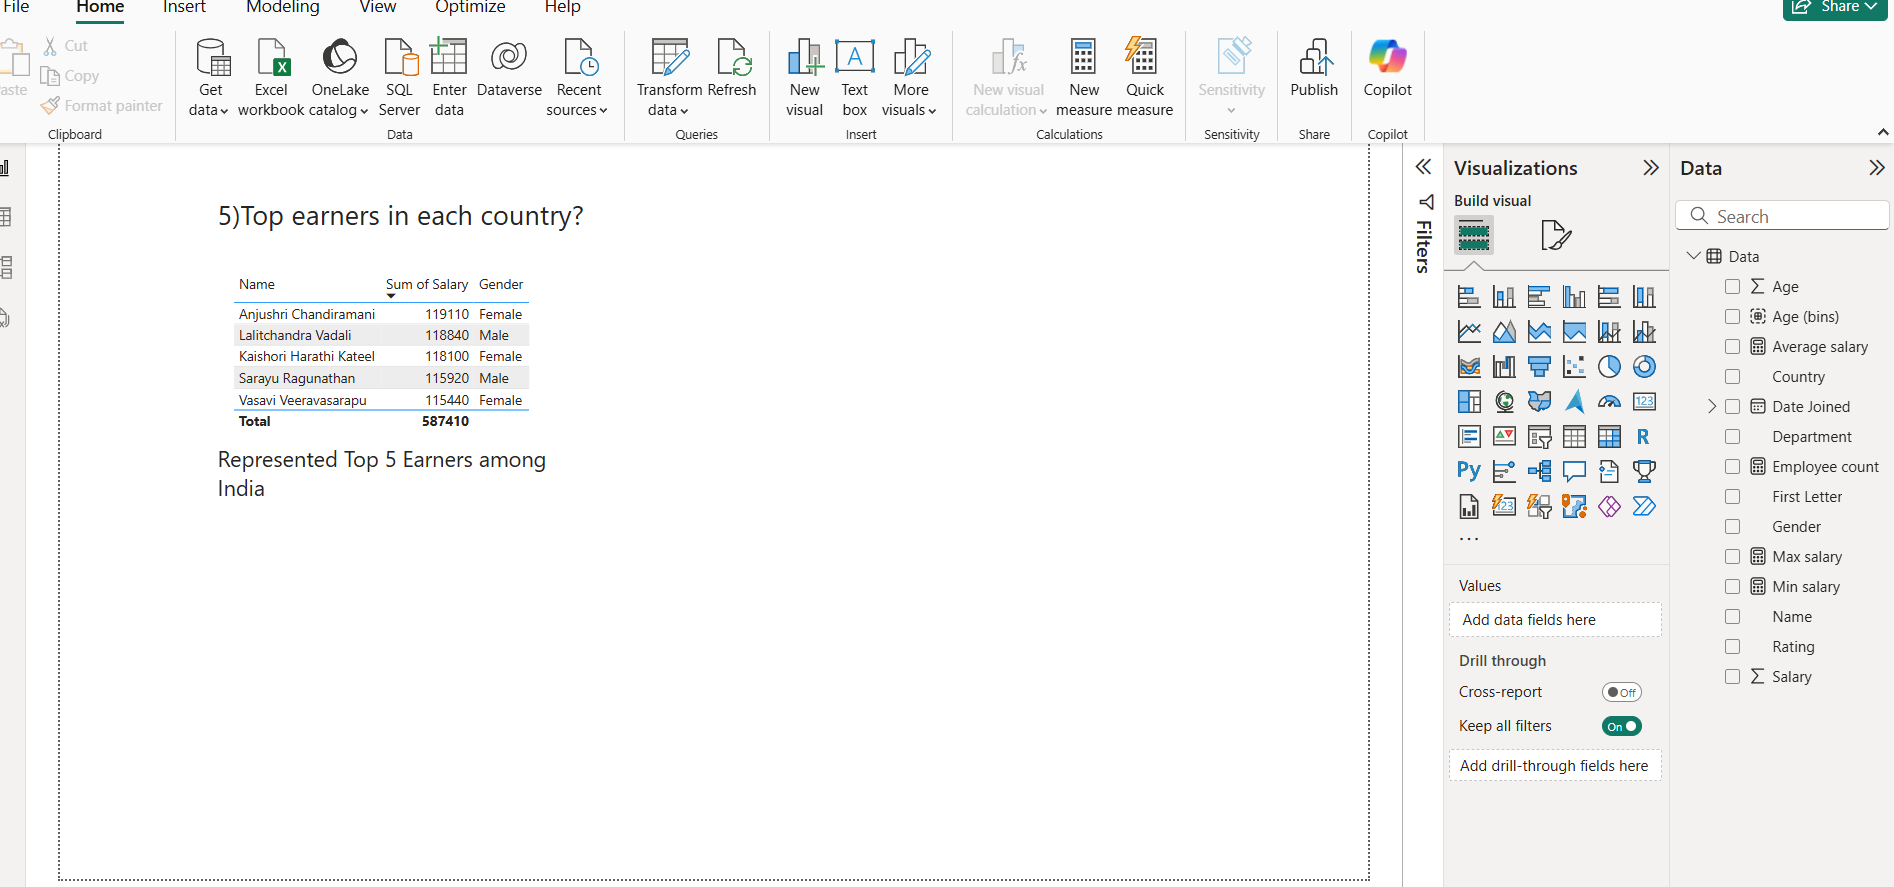 File Home Insert Modeling View Optimize Help Share
Cut
Copy
Format painter
Clipboard
Get data
Excel workbook
OneLake catalog
SQL Server
Enter data
Dataverse
Recent sources
Data
Transform data
Refresh
Queries
New visual
Text box
More visuals
Insert
New visual calculation
New measure
Quick measure
Calculations
Sensitivity
Sensitivity
Publish
Share
Copilot
Copilot
5)Top earners in each country?
Name Sum of Salary Gender
Anjushri Chandiramani 119110 Female
Lalitchandra Vadali 118840 Male
Kaishori Harathi Kateel 118100 Female
Sarayu Ragunathan 115920 Male
Vasavi Veeravasarapu 115440 Female
Total 587410
Represented Top 5 Earners among
India
Filters
Visualizations
Build visual
123
R
Py
123
...
Values
Add data fields here
Drill through
Cross-report Off
Keep all filters On
Add drill-through fields here
Data
Search
Data
Age
Age (bins)
Average salary
Country
Date Joined
Department
Employee count
First Letter
Gender
Max salary
Min salary
Name
Rating
Salary